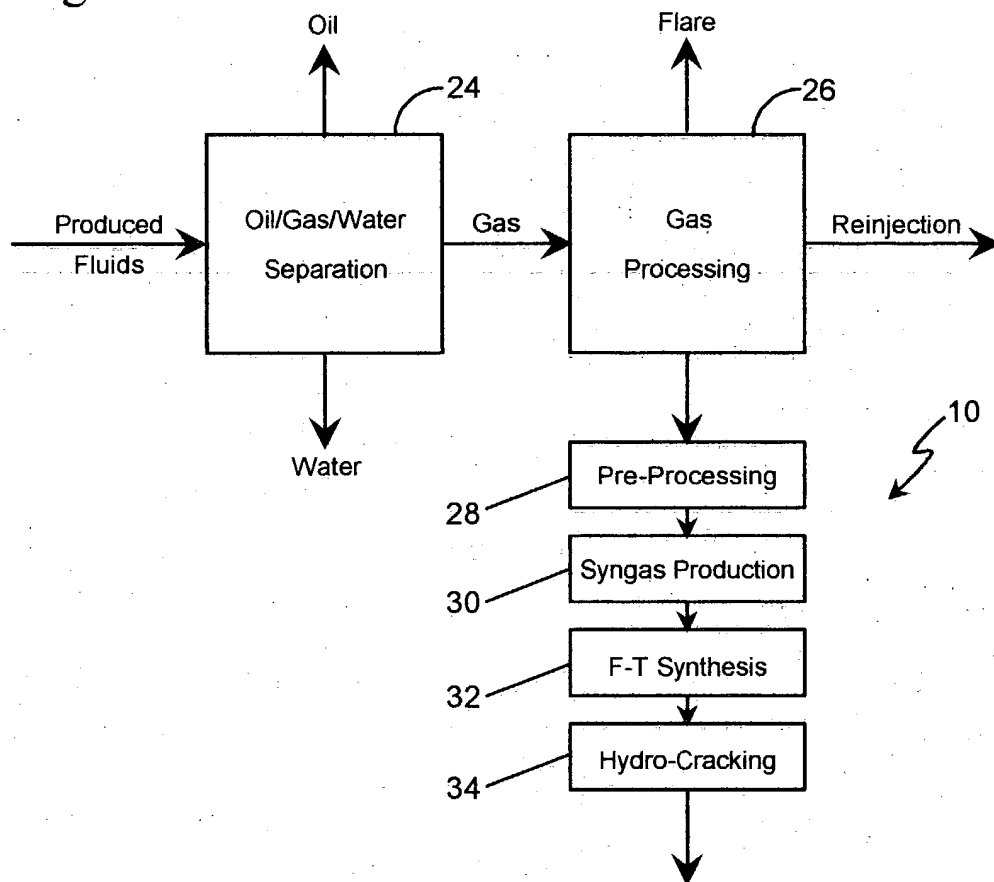 Oil
Flare
24
26
Produced
Fluids
Oil/Gas/Water
Separation
Gas
Gas
Processing
Reinjection
Water
10
Pre-Processing
28
Syngas Production
30
F-T Synthesis
32
Hydro-Cracking
34